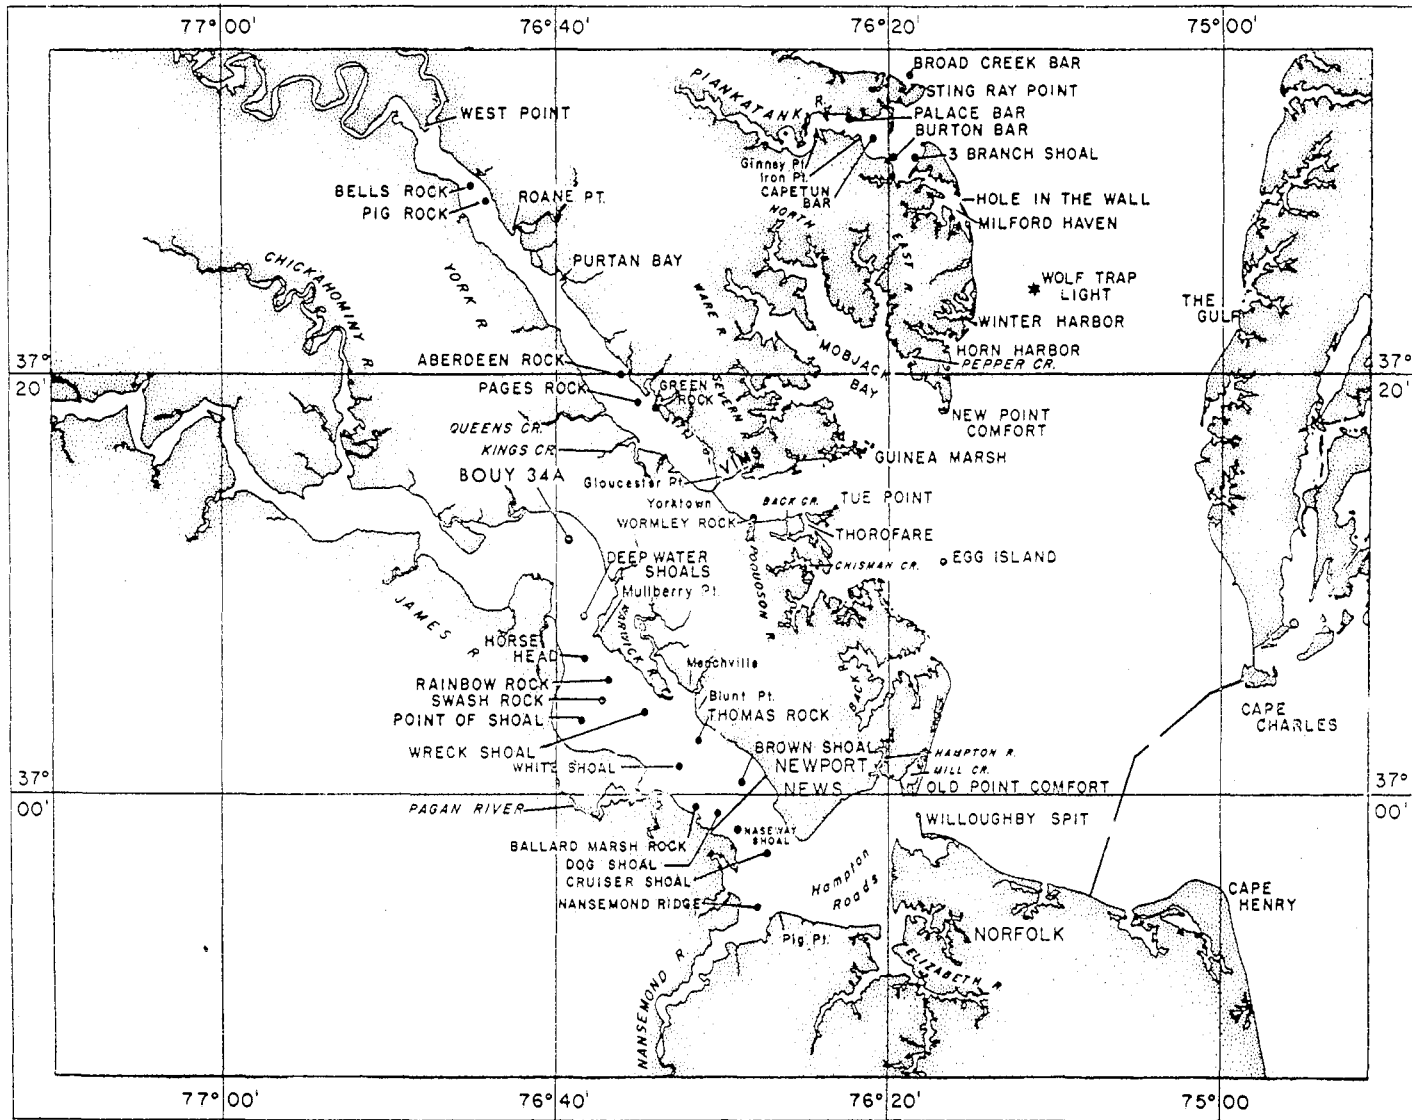 77°00'
76°40'
76°20'
75°00'
BROAD CREEK BAR
STING RAY POINT
PIANKATANK R.
PALACE BAR
BURTON BAR
WEST POINT
3 BRANCH SHOAL
Ginney Pt.
Iron Pt.
CAPETUN
BAR
BELLS ROCK
PIG ROCK
ROANE PT.
HOLE IN THE WALL
MILFORD HAVEN
NORTH
EAST R.
CHICKAHOMINY R.
YORK R.
PURTAN BAY
WARE R.
WOLF TRAP
LIGHT
THE
GULF
WINTER HARBOR
MOBJACK
BAY
HORN HARBOR
PEPPER CR.
37°
20'
37°
20'
ABERDEEN ROCK
PAGES ROCK
GREEN
ROCK
SEVERN
NEW POINT
COMFORT
QUEENS CR.
KINGS CR.
VIMS
GUINEA MARSH
BOUY 34A
Gloucester Pt.
Yorktown
BACK CR.
TUE POINT
WORMLEY ROCK
THOROFARE
DEEP WATER
SHOALS
POQUOSON R.
CHISMAN CR.
EGG ISLAND
Mullberry Pt.
JAMES R.
WARWICK R.
HORSE
HEAD
Menchville
RAINBOW ROCK
SWASH ROCK
POINT OF SHOAL
Blunt Pt.
THOMAS ROCK
BACK R.
CAPE
CHARLES
WRECK SHOAL
WHITE SHOAL
BROWN SHOAL
NEWPORT
NEWS
HAMPTON R.
MILL CR.
OLD POINT COMFORT
37°
00'
37°
00'
PAGAN RIVER
WILLOUGHBY SPIT
NASEWAY
SHOAL
BALLARD MARSH ROCK
DOG SHOAL
CRUISER SHOAL
NANSEMOND RIDGE
Hampton
Roads
CAPE
HENRY
Pig Pt.
NORFOLK
ELIZABETH R.
NANSEMOND R.
77°00'
76°40'
76°20'
75°00'